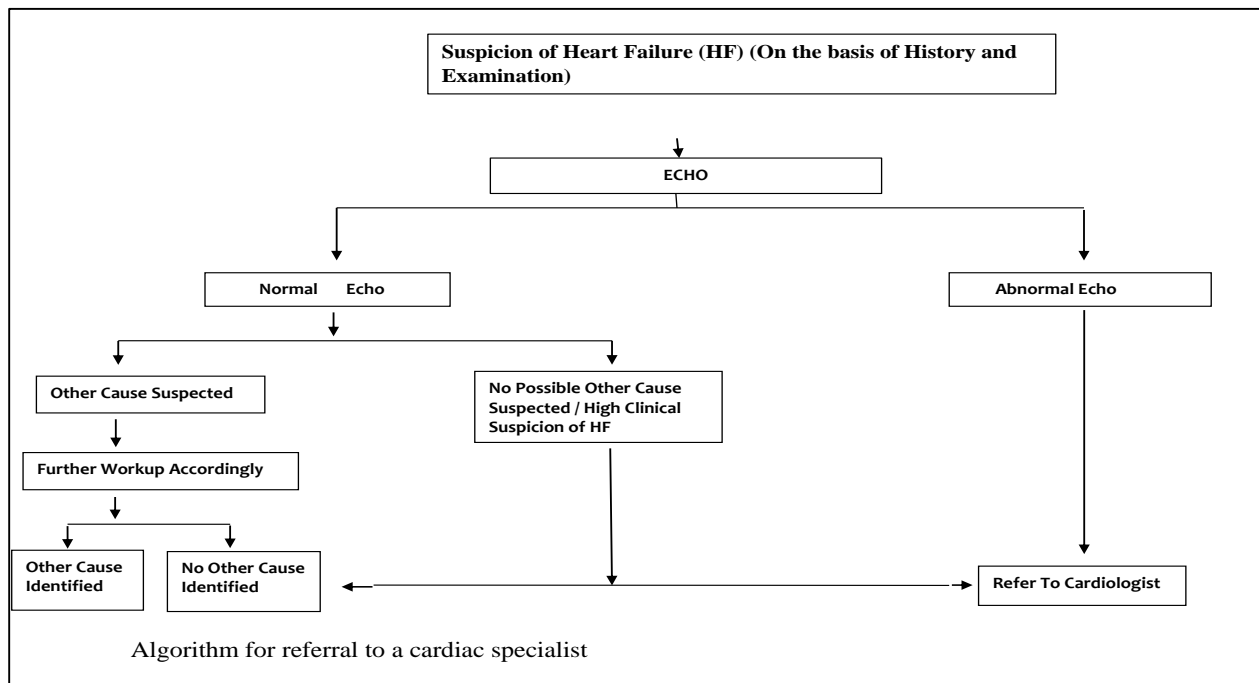 Suspicion of Heart Failure (HF) (On the basis of History and
Examination)
ECHO
Normal Echo
Abnormal Echo
Other Cause Suspected
No Possible Other Cause
Suspected / High Clinical
Suspicion of HF
Further Workup Accordingly
Other Cause
Identified
No Other Cause
Identified
Refer To Cardiologist
Algorithm for referral to a cardiac specialist